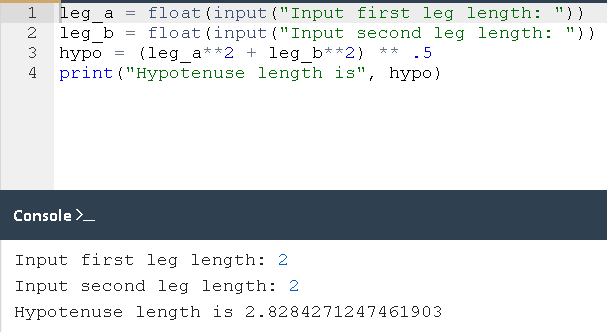 1 leg_a = float(input("Input first leg length: "))
2 leg_b = float(input("Input second leg length: "))
3 hypo = (leg_a**2 + leg_b**2) ** .5
4 print("Hypotenuse length is", hypo)
Console >_
Input first leg length: 2
Input second leg length: 2
Hypotenuse length is 2.8284271247461903